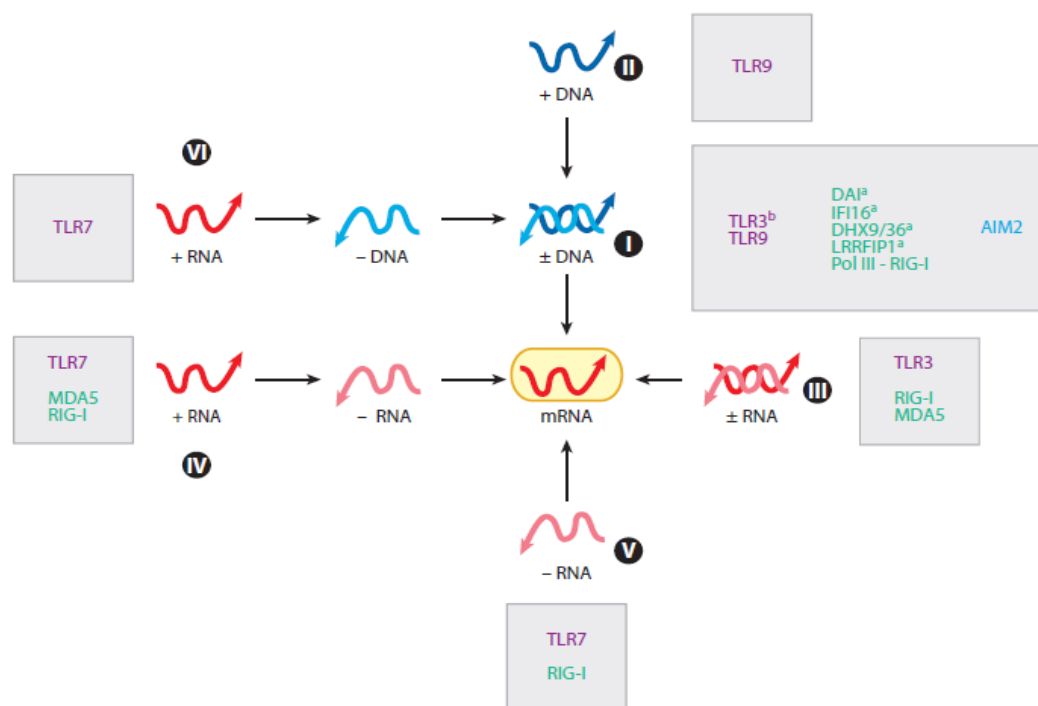 II
TLR9
+ DNA
VI
TLR7
+ RNA
– DNA
± DNA
I
TLR3ᵇ
TLR9
DAIᵃ
IFI16ᵃ
DHX9/36ᵃ
LRRFIP1ᵃ
Pol III - RIG-I
AIM2
TLR7
MDA5
RIG-I
+ RNA
IV
– RNA
mRNA
± RNA
III
TLR3
RIG-I
MDA5
V
– RNA
TLR7
RIG-I